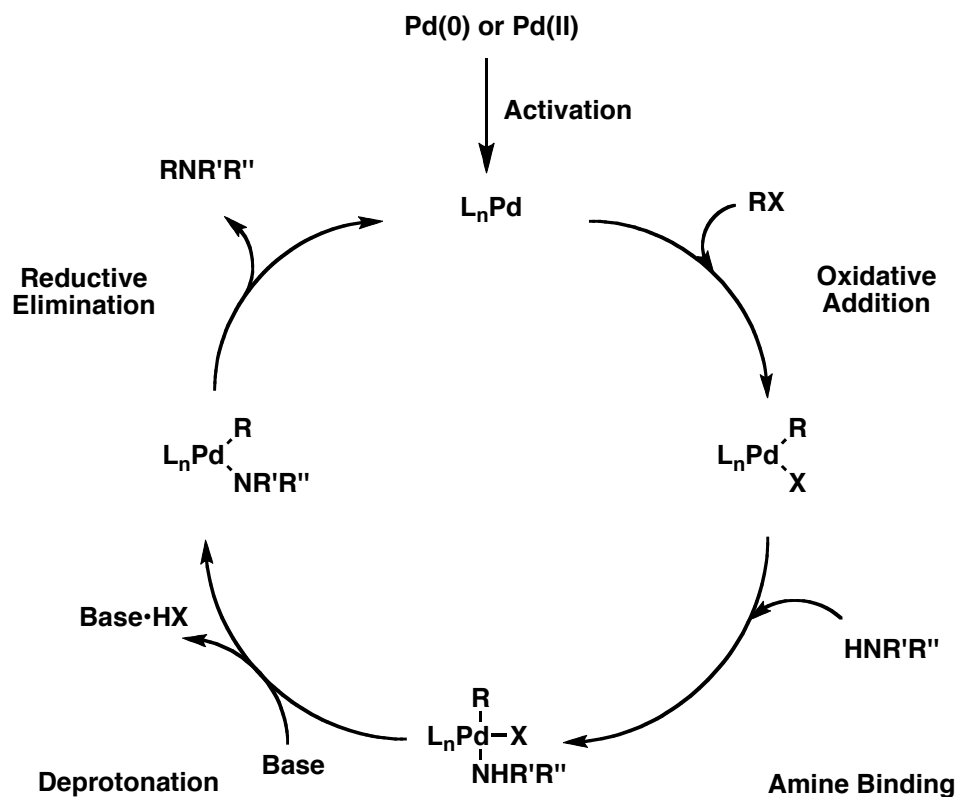 Pd(0) or Pd(II)
Activation
RNR'R"
LnPd
RX
Reductive
Elimination
Oxidative
Addition
R
LnPd
NR'R"
R
LnPd
X
Base•HX
HNR'R"
R
LnPd—X
NHR'R"
Base
Deprotonation
Amine Binding